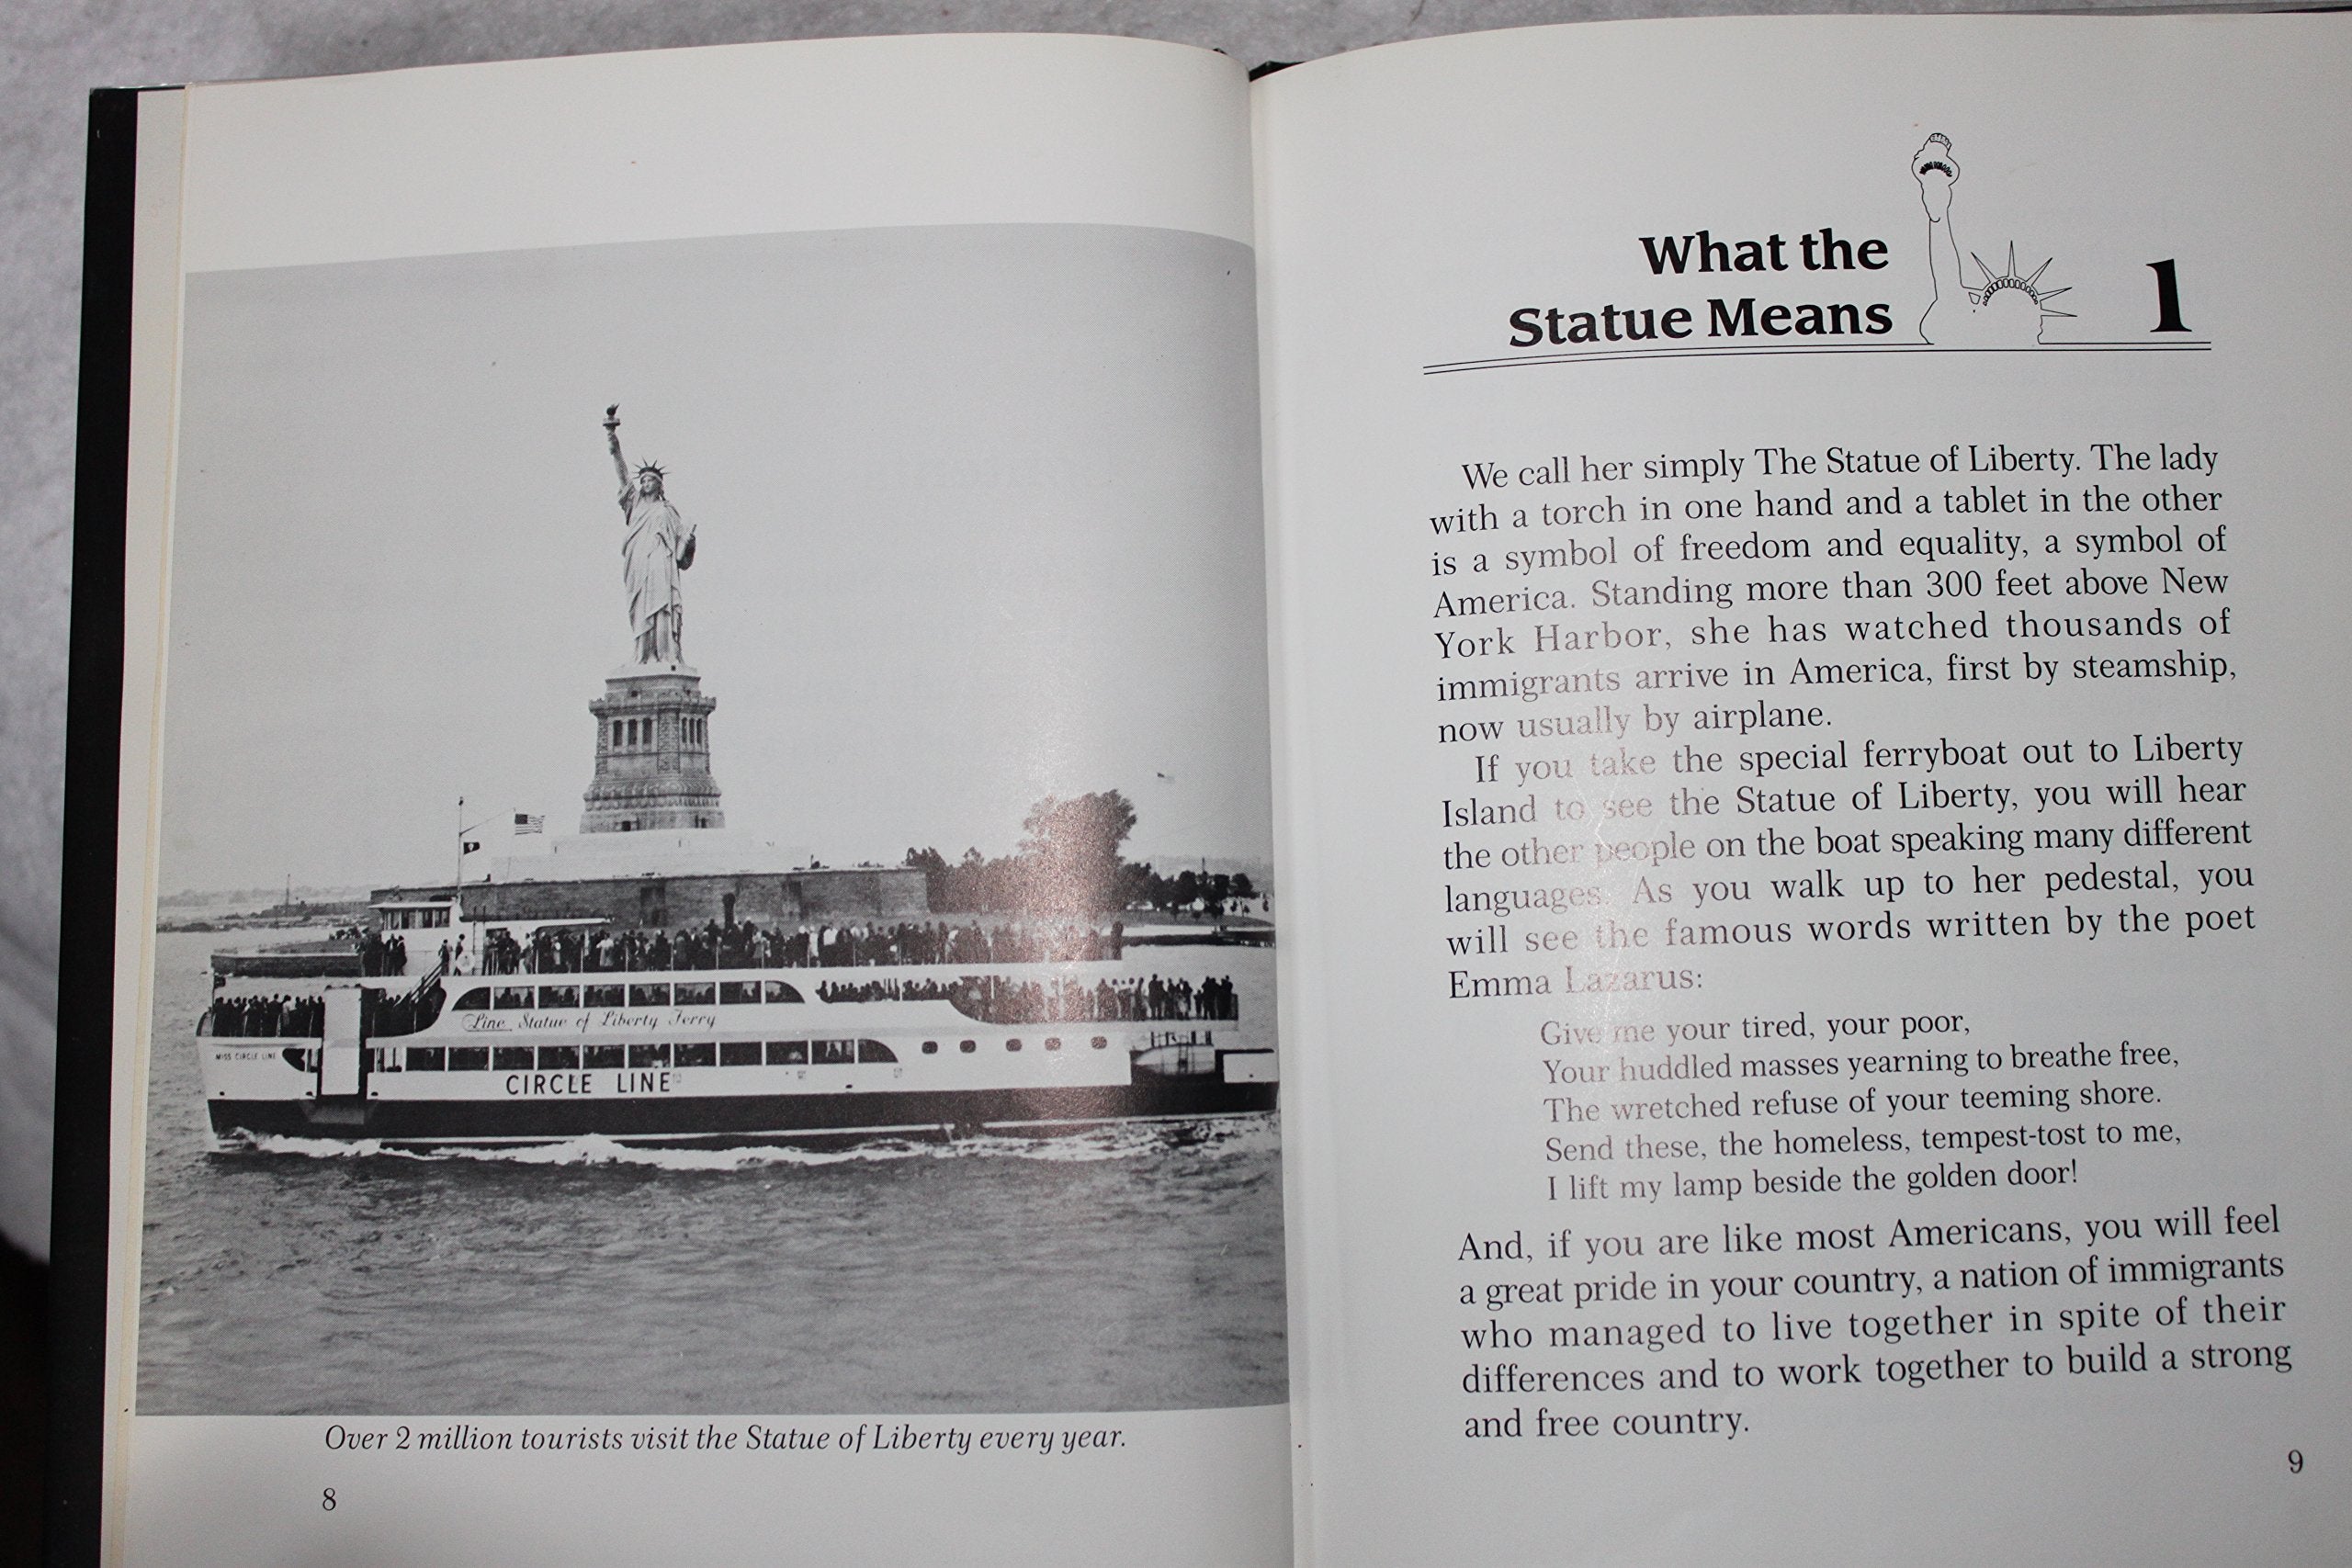 Line Statue of Liberty Ferry
MISS CIRCLE LINE
CIRCLE LINE
Over 2 million tourists visit the Statue of Liberty every year.
8
What the
Statue Means
1
We call her simply The Statue of Liberty. The lady
with a torch in one hand and a tablet in the other
is a symbol of freedom and equality, a symbol of
America. Standing more than 300 feet above New
York Harbor, she has watched thousands of
immigrants arrive in America, first by steamship,
now usually by airplane.
If you take the special ferryboat out to Liberty
Island to see the Statue of Liberty, you will hear
the other people on the boat speaking many different
languages. As you walk up to her pedestal, you
will see the famous words written by the poet
Emma Lazarus:
Give me your tired, your poor,
Your huddled masses yearning to breathe free,
The wretched refuse of your teeming shore.
Send these, the homeless, tempest-tost to me,
I lift my lamp beside the golden door!
And, if you are like most Americans, you will feel
a great pride in your country, a nation of immigrants
who managed to live together in spite of their
differences and to work together to build a strong
and free country.
9